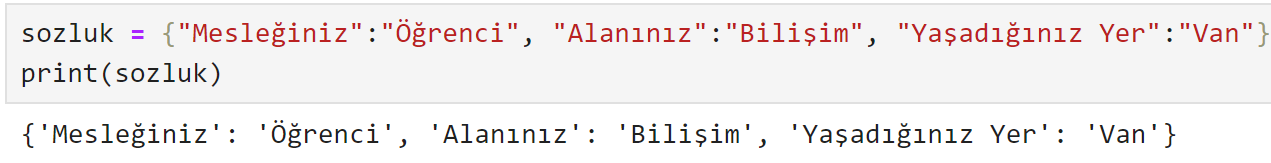 sozluk = {"Mesleğiniz":"Öğrenci", "Alanınız":"Bilişim", "Yaşadığınız Yer":"Van"}
print(sozluk)
{'Mesleğiniz': 'Öğrenci', 'Alanınız': 'Bilişim', 'Yaşadığınız Yer': 'Van'}